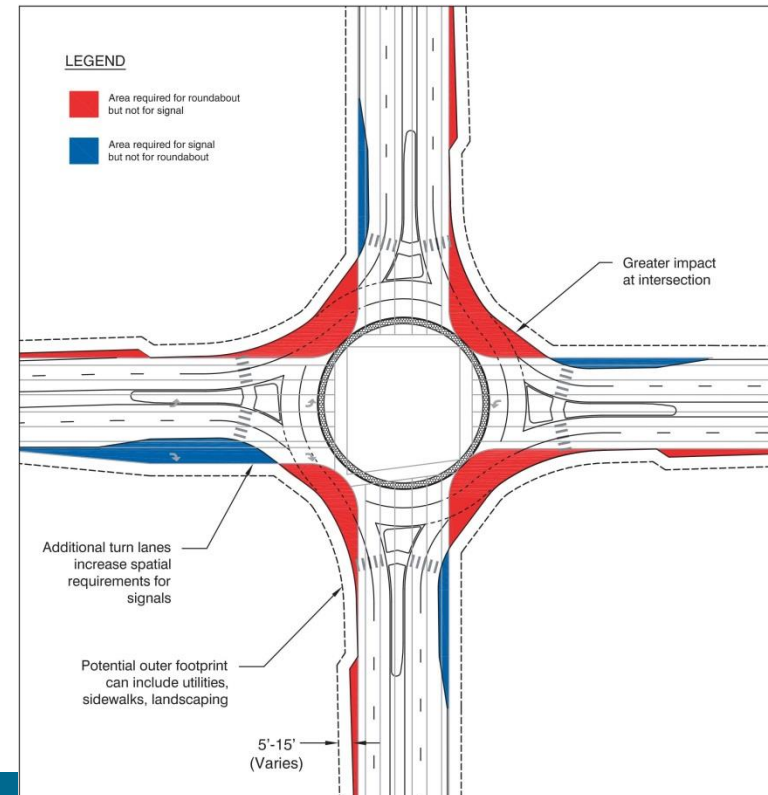 LEGEND
Area required for roundabout
but not for signal
Area required for signal
but not for roundabout
Greater impact
at intersection
Additional turn lanes
increase spatial
requirements for
signals
Potential outer footprint
can include utilities,
sidewalks, landscaping
5'-15'
(Varies)